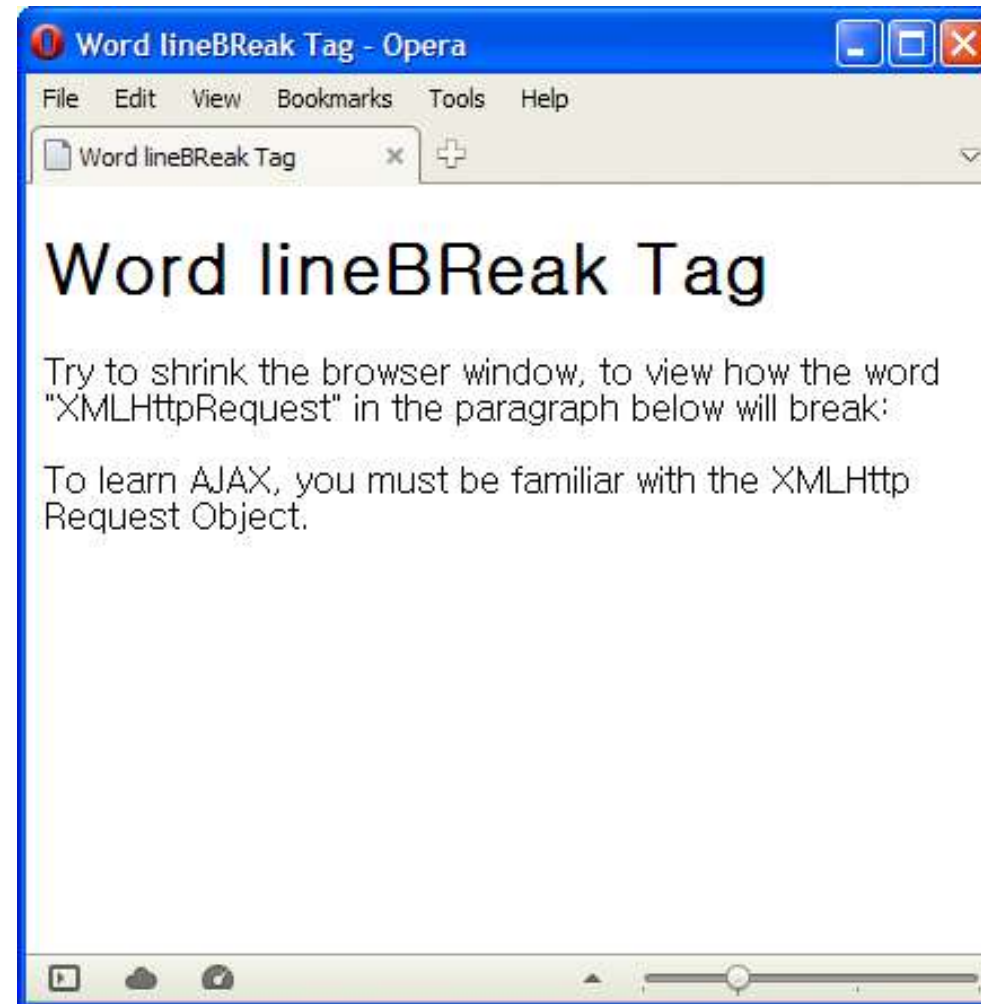 Word lineBReak Tag - Opera
File Edit View Bookmarks Tools Help
Word lineBReak Tag
Word lineBReak Tag
Try to shrink the browser window, to view how the word
"XMLHttpRequest" in the paragraph below will break:
To learn AJAX, you must be familiar with the XMLHttp
Request Object.